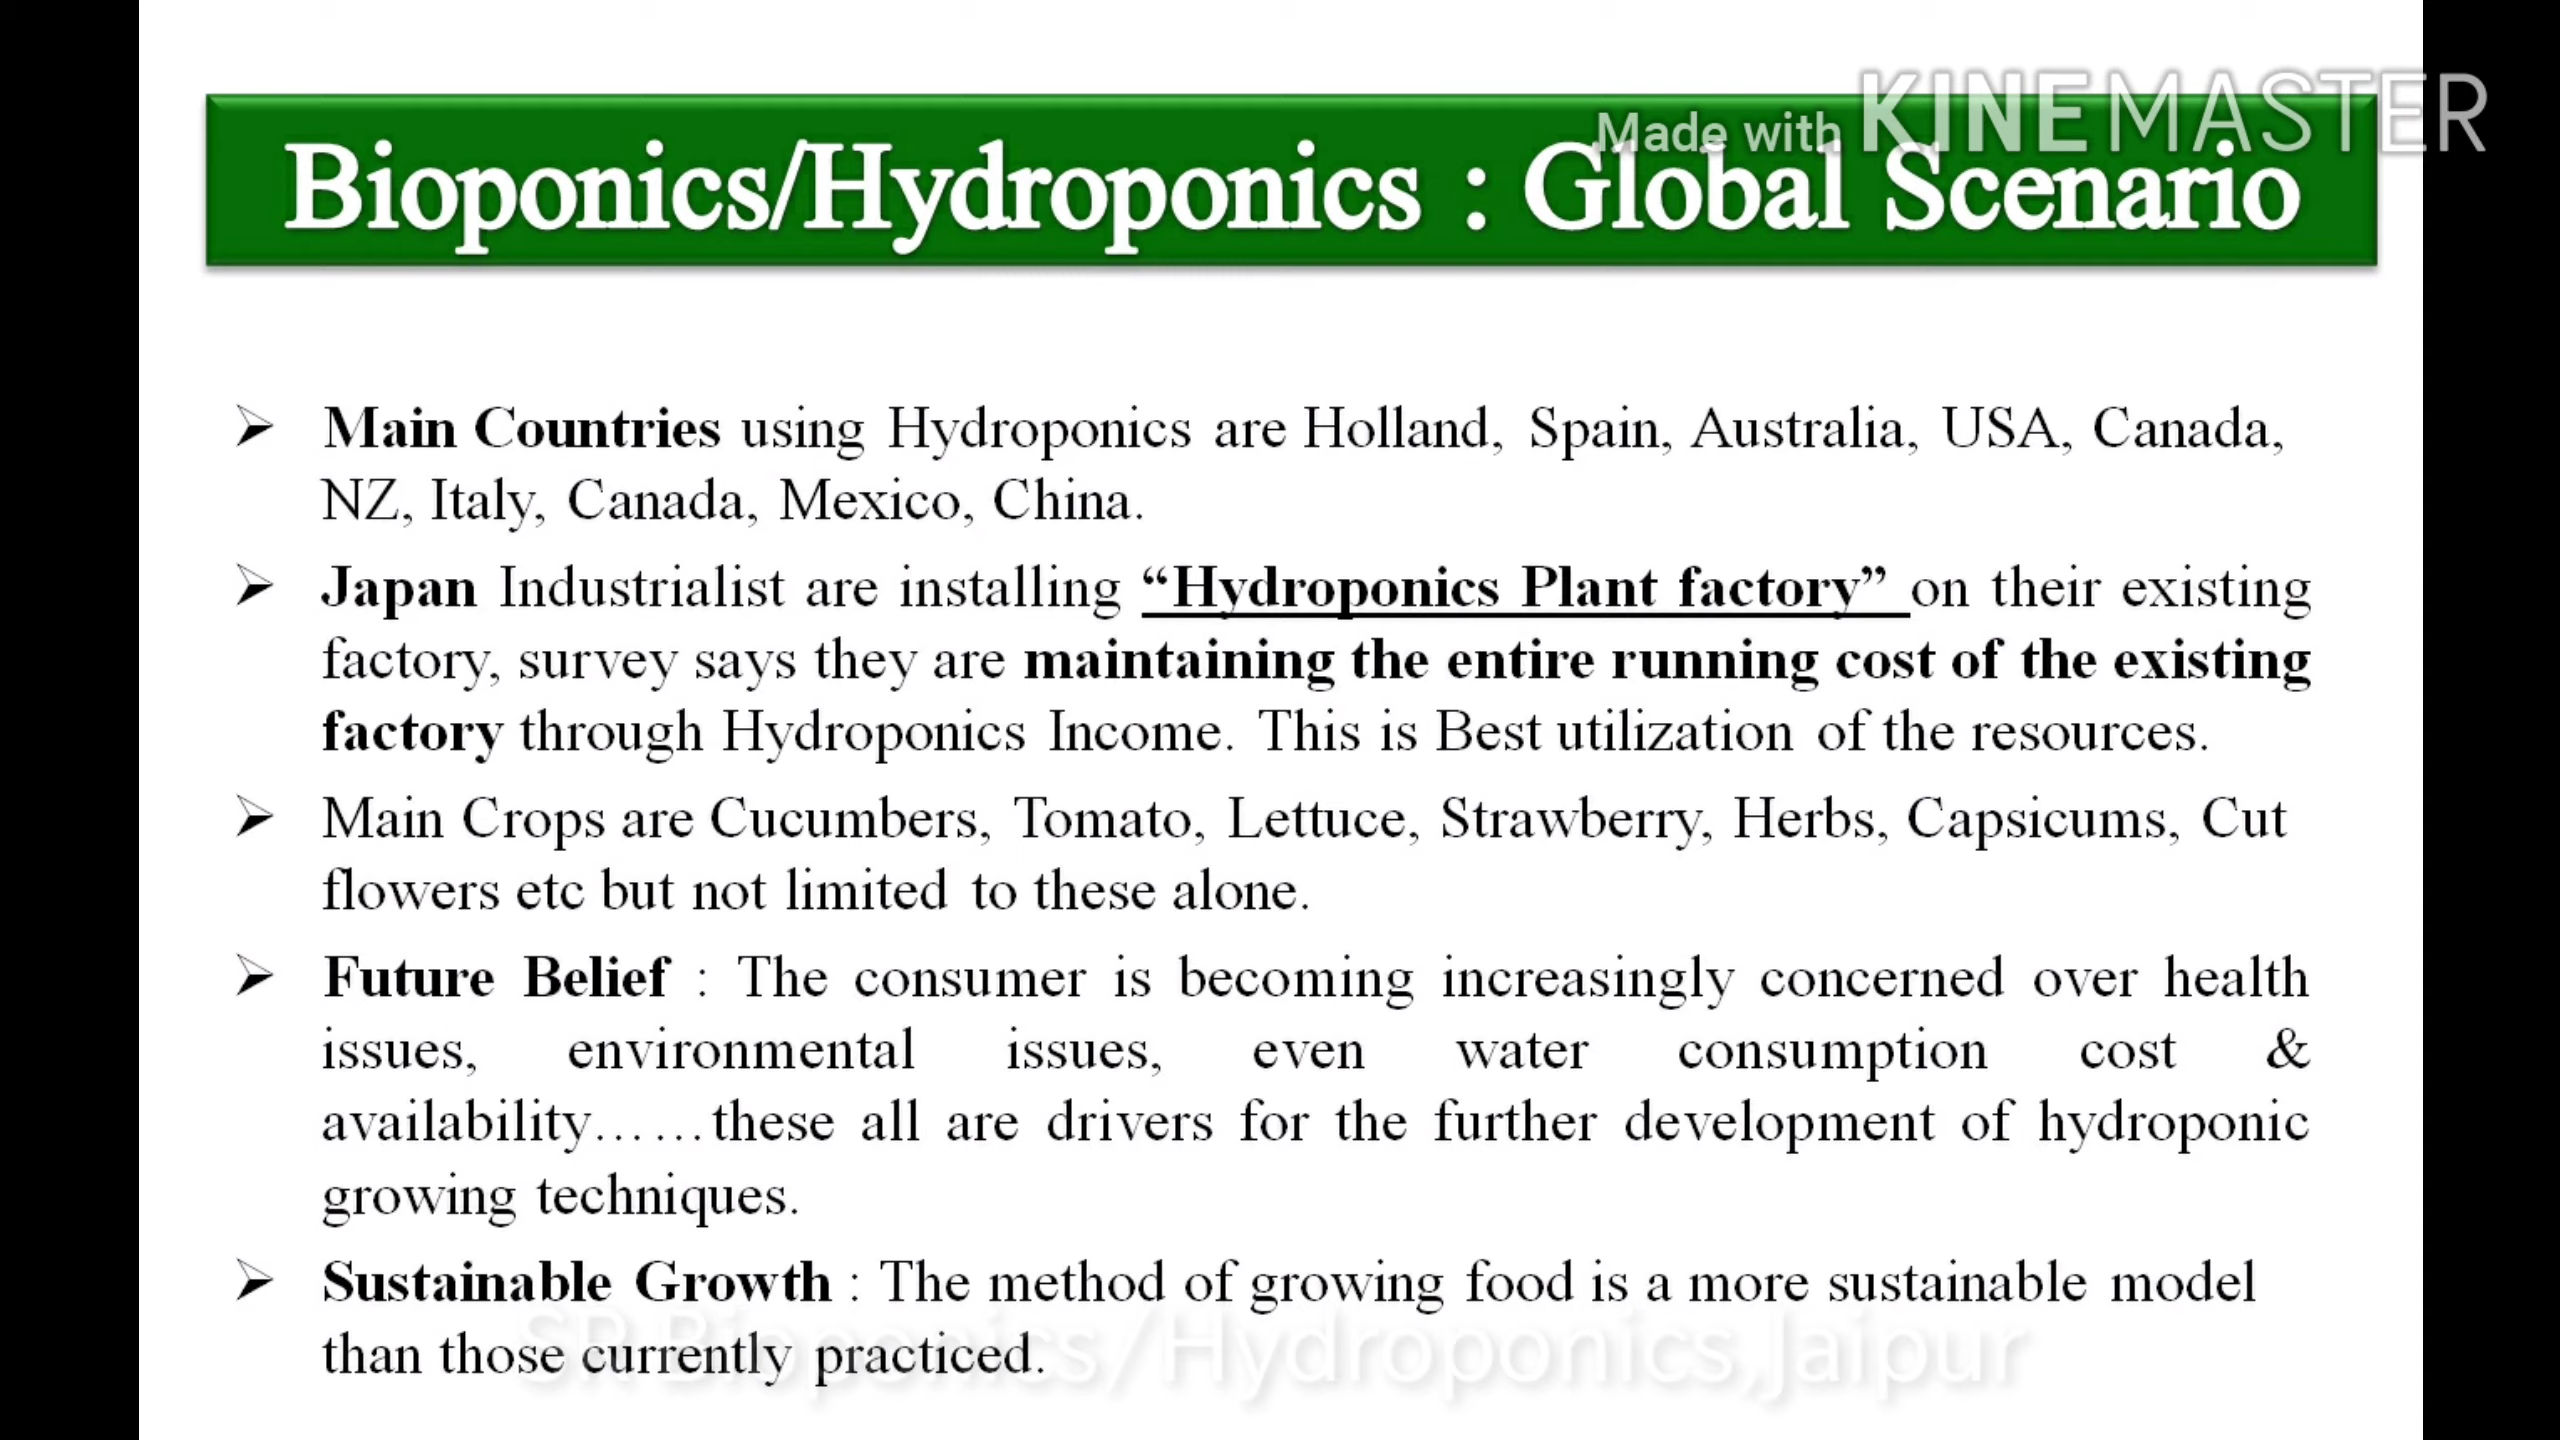 Made with KINEMASTER
Bioponics/Hydroponics : Global Scenario
➢ Main Countries using Hydroponics are Holland, Spain, Australia, USA, Canada,
NZ, Italy, Canada, Mexico, China.
➢ Japan Industrialist are installing “Hydroponics Plant factory” on their existing
factory, survey says they are maintaining the entire running cost of the existing
factory through Hydroponics Income. This is Best utilization of the resources.
➢ Main Crops are Cucumbers, Tomato, Lettuce, Strawberry, Herbs, Capsicums, Cut
flowers etc but not limited to these alone.
➢ Future Belief : The consumer is becoming increasingly concerned over health
issues, environmental issues, even water consumption cost &
availability……these all are drivers for the further development of hydroponic
growing techniques.
➢ Sustainable Growth : The method of growing food is a more sustainable model
than those currently practiced.
SR Bioponics/Hydroponics,Jaipur